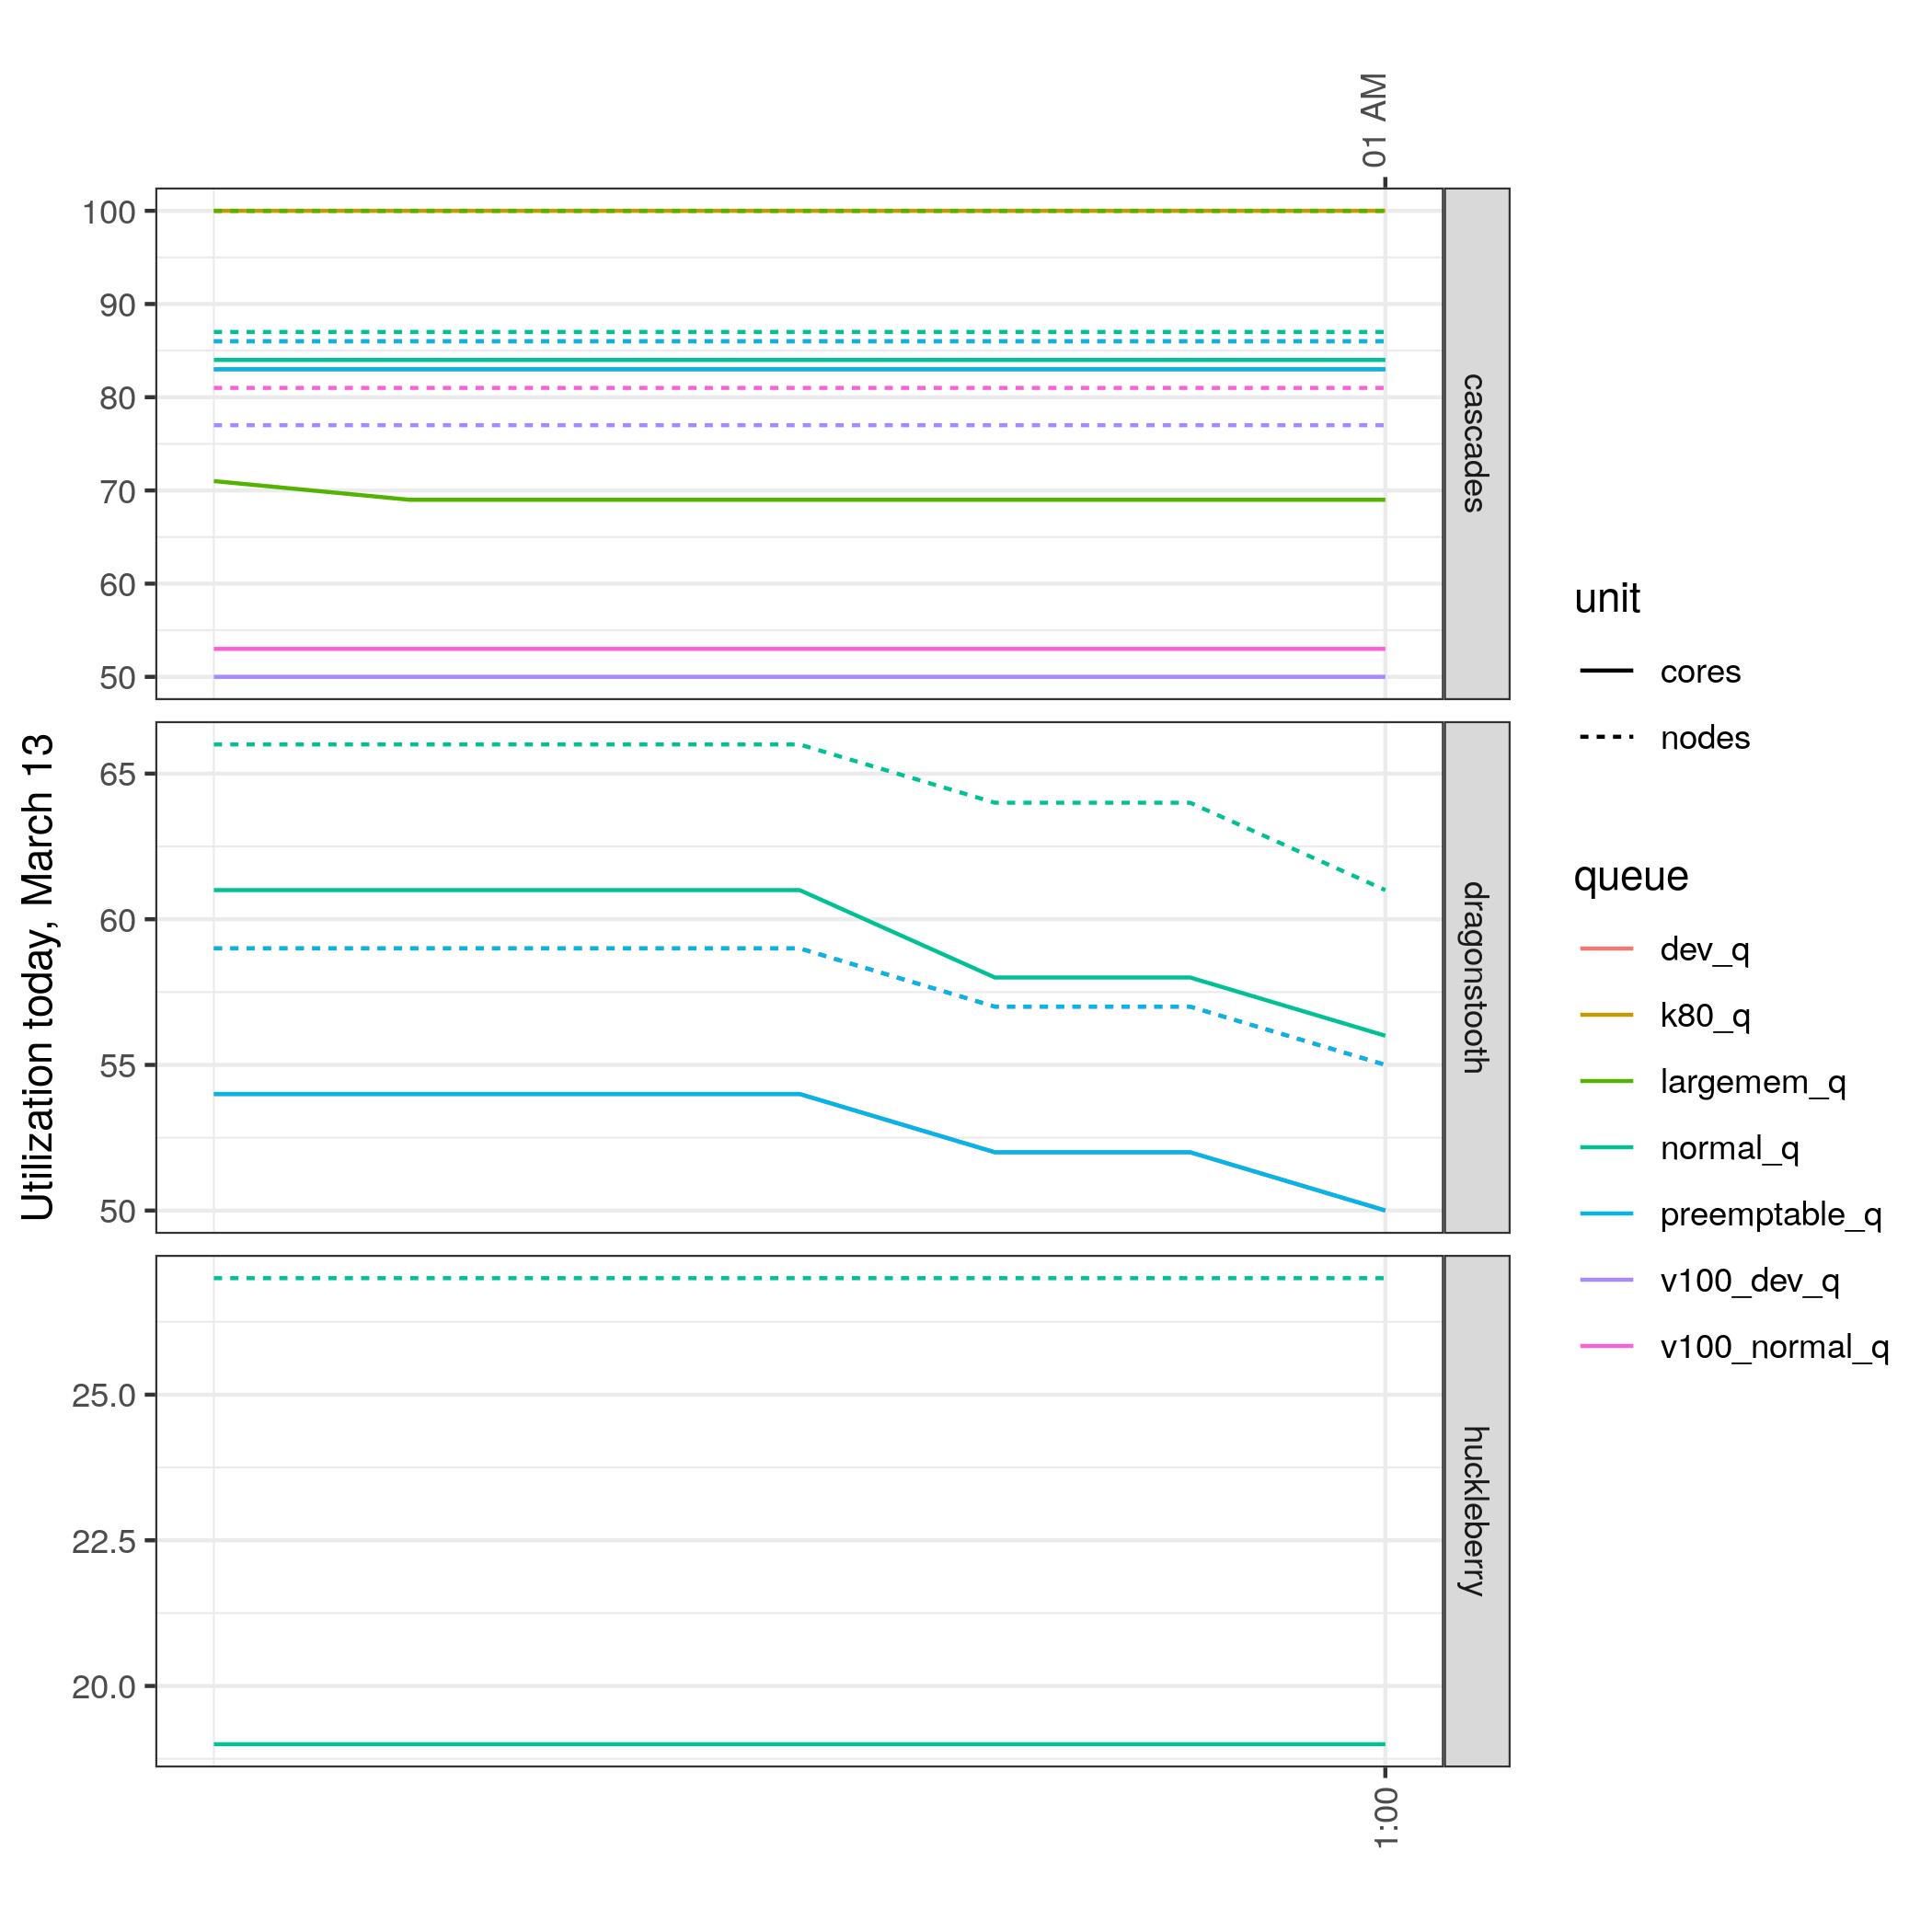 01 AM
100
90
80
70
60
50
cascades
65
60
55
50
dragonstooth
25.0
22.5
20.0
huckleberry
1:00
Utilization today, March 13
unit
cores
nodes
queue
dev_q
k80_q
largemem_q
normal_q
preemptable_q
v100_dev_q
v100_normal_q